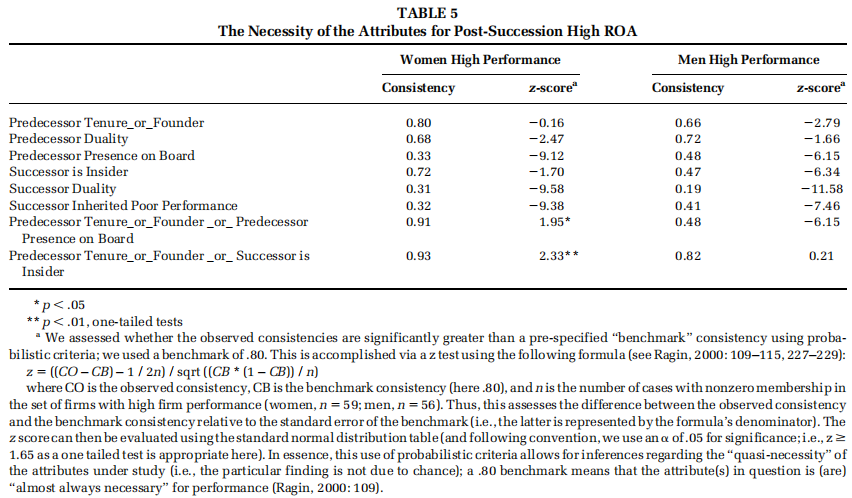 TABLE 5
The Necessity of the Attributes for Post-Succession High ROA
Women High Performance Men High Performance
Consistency z-scoreª Consistency z-scoreª
Predecessor Tenure_or_Founder 0.80 −0.16 0.66 −2.79
Predecessor Duality 0.68 −2.47 0.72 −1.66
Predecessor Presence on Board 0.33 −9.12 0.48 −6.15
Successor is Insider 0.72 −1.70 0.47 −6.34
Successor Duality 0.31 −9.58 0.19 −11.58
Successor Inherited Poor Performance 0.32 −9.38 0.41 −7.46
Predecessor Tenure_or_Founder _or_ Predecessor 0.91 1.95* 0.48 −6.15
Presence on Board
Predecessor Tenure_or_Founder _or_ Successor is 0.93 2.33** 0.82 0.21
Insider
* p < .05
** p < .01, one-tailed tests
ª We assessed whether the observed consistencies are significantly greater than a pre-specified “benchmark” consistency using proba-
bilistic criteria; we used a benchmark of .80. This is accomplished via a z test using the following formula (see Ragin, 2000: 109–115, 227–229):
z = ((CO – CB) – 1 / 2n) / sqrt ((CB * (1 – CB)) / n)
where CO is the observed consistency, CB is the benchmark consistency (here .80), and n is the number of cases with nonzero membership in
the set of firms with high firm performance (women, n = 59; men, n = 56). Thus, this assesses the difference between the observed consistency
and the benchmark consistency relative to the standard error of the benchmark (i.e., the latter is represented by the formula’s denominator). The
z score can then be evaluated using the standard normal distribution table (and following convention, we use an α of .05 for significance; i.e., z ≥
1.65 as a one tailed test is appropriate here). In essence, this use of probabilistic criteria allows for inferences regarding the “quasi-necessity” of
the attributes under study (i.e., the particular finding is not due to chance); a .80 benchmark means that the attribute(s) in question is (are)
“almost always necessary” for performance (Ragin, 2000: 109).